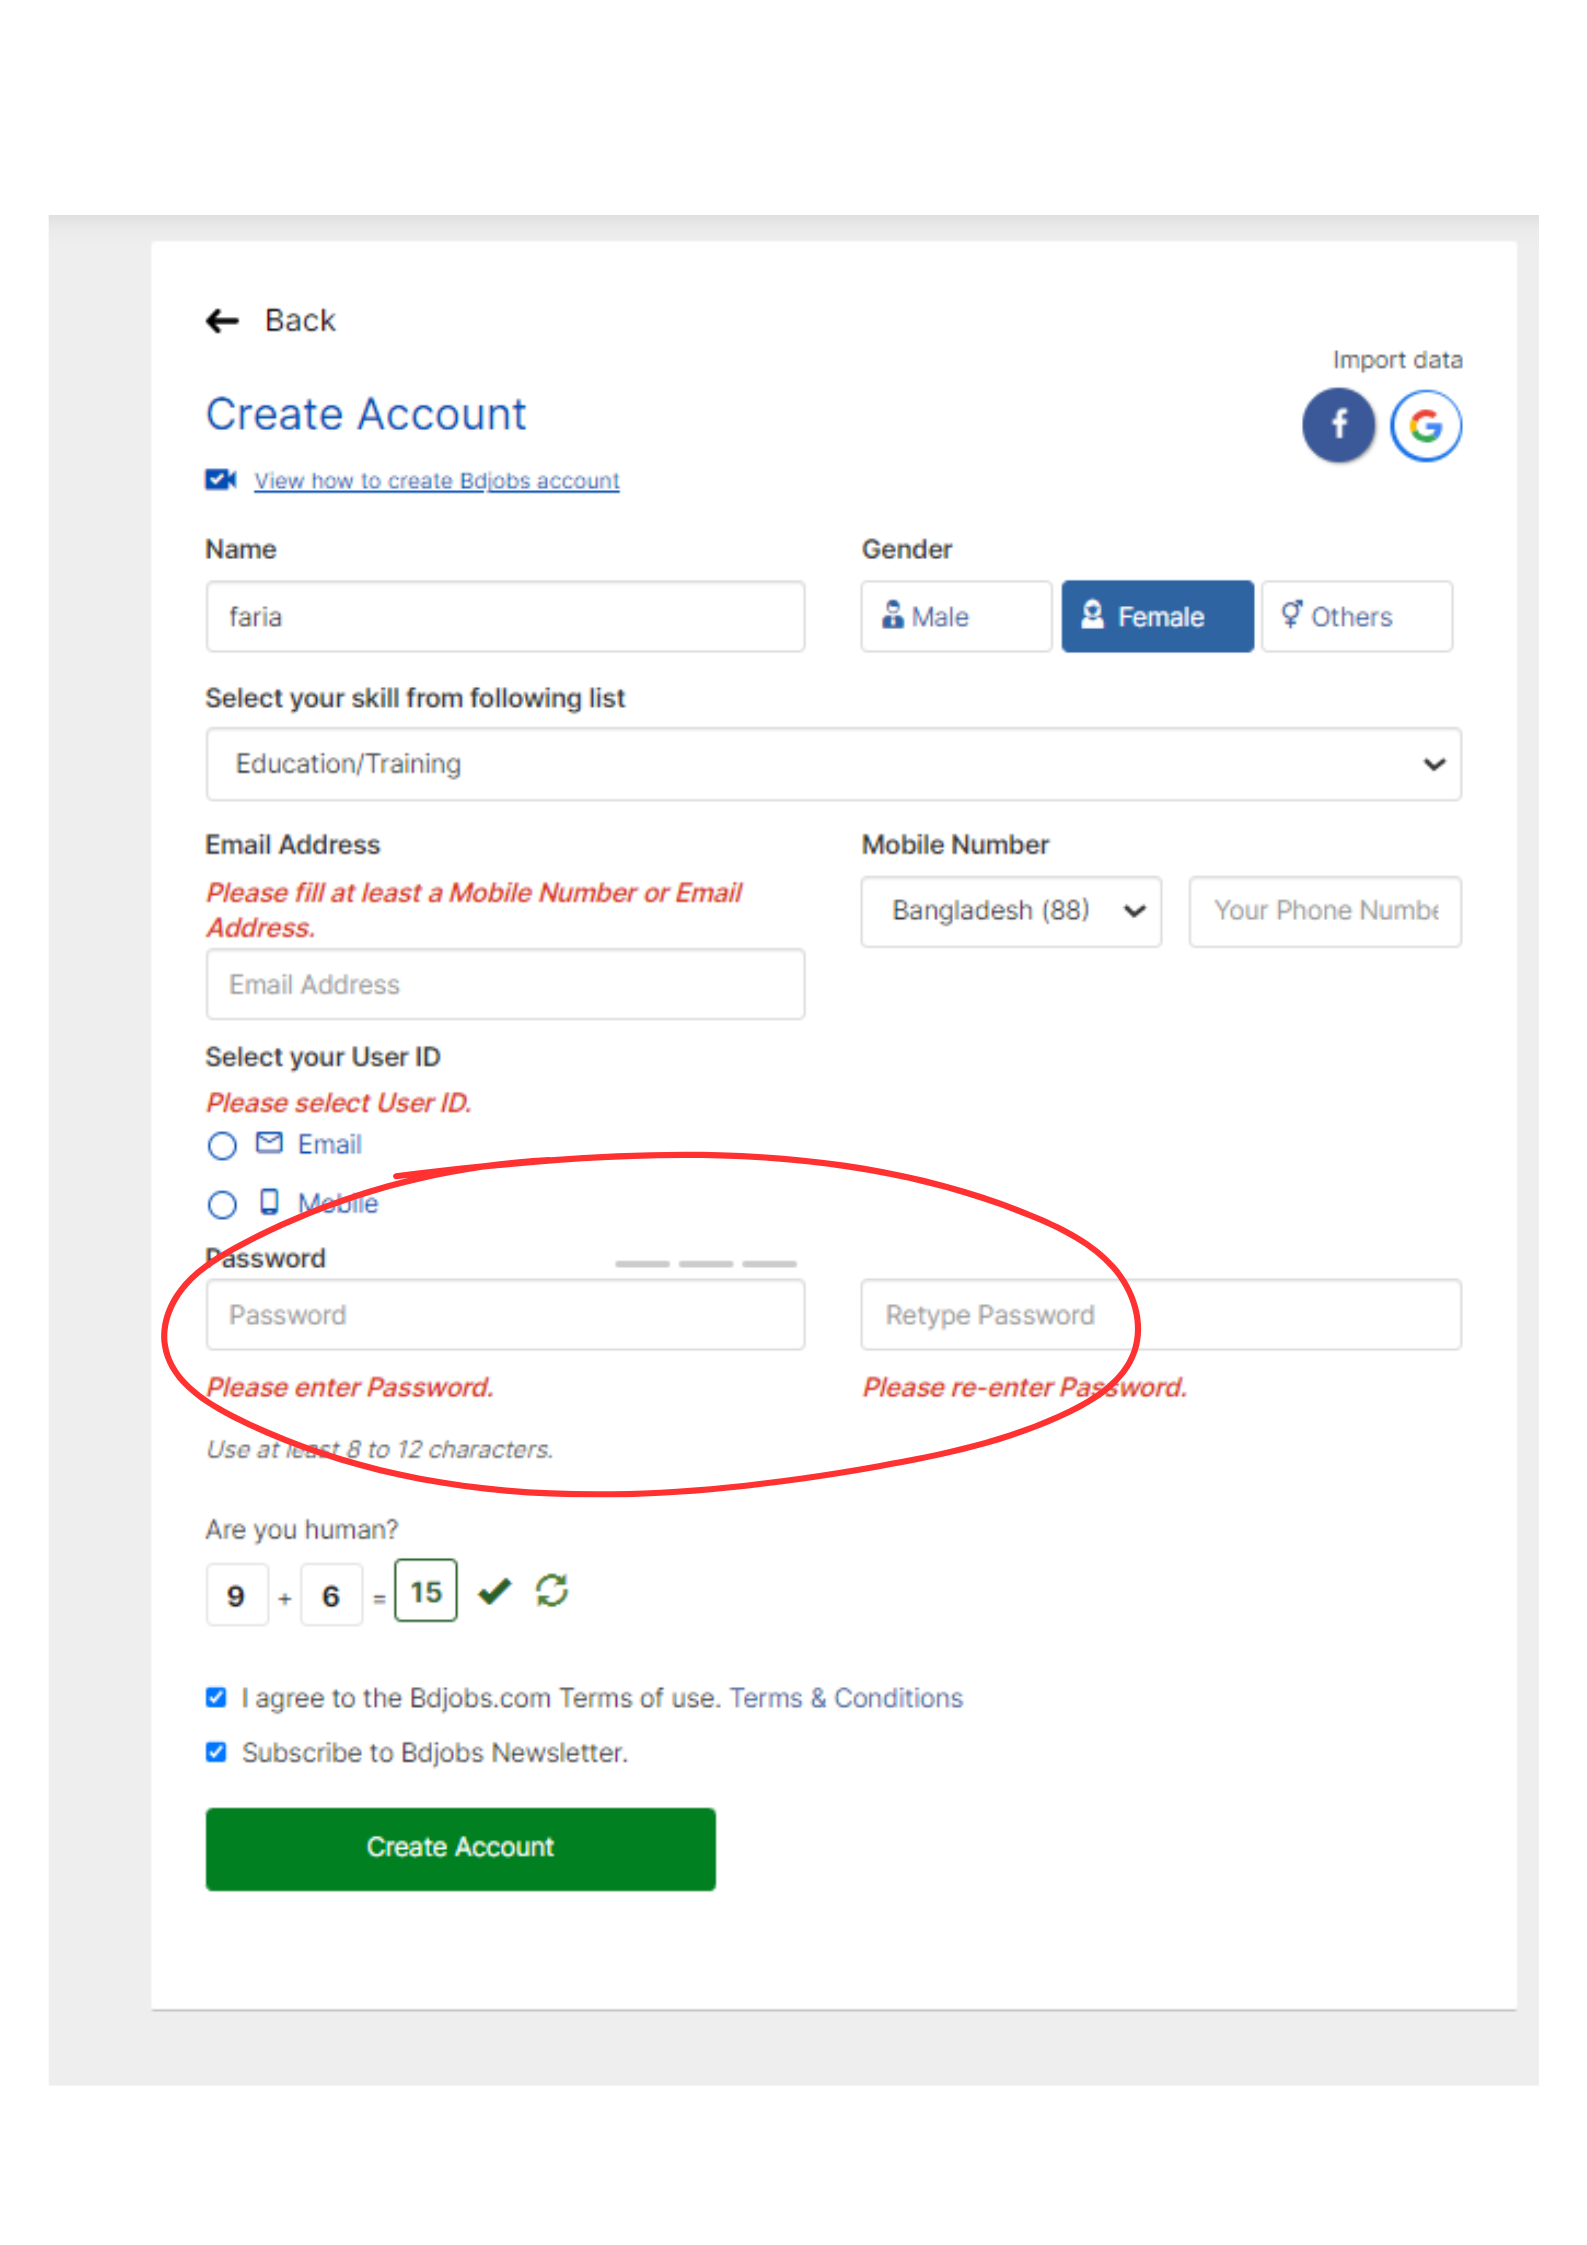 Back
Import data
Create Account
f G
View how to create Bdjobs account
Name
Gender
faria
Male Female Others
Select your skill from following list
Education/Training
Email Address
Mobile Number
Please fill at least a Mobile Number or Email
Address.
Bangladesh (88) Your Phone Numbe
Email Address
Select your User ID
Please select User ID.
Email
Mobile
Password
Password
Retype Password
Please enter Password.
Please re-enter Password.
Use at least 8 to 12 characters.
Are you human?
9 + 6 = 15
I agree to the Bdjobs.com Terms of use. Terms & Conditions
Subscribe to Bdjobs Newsletter.
Create Account